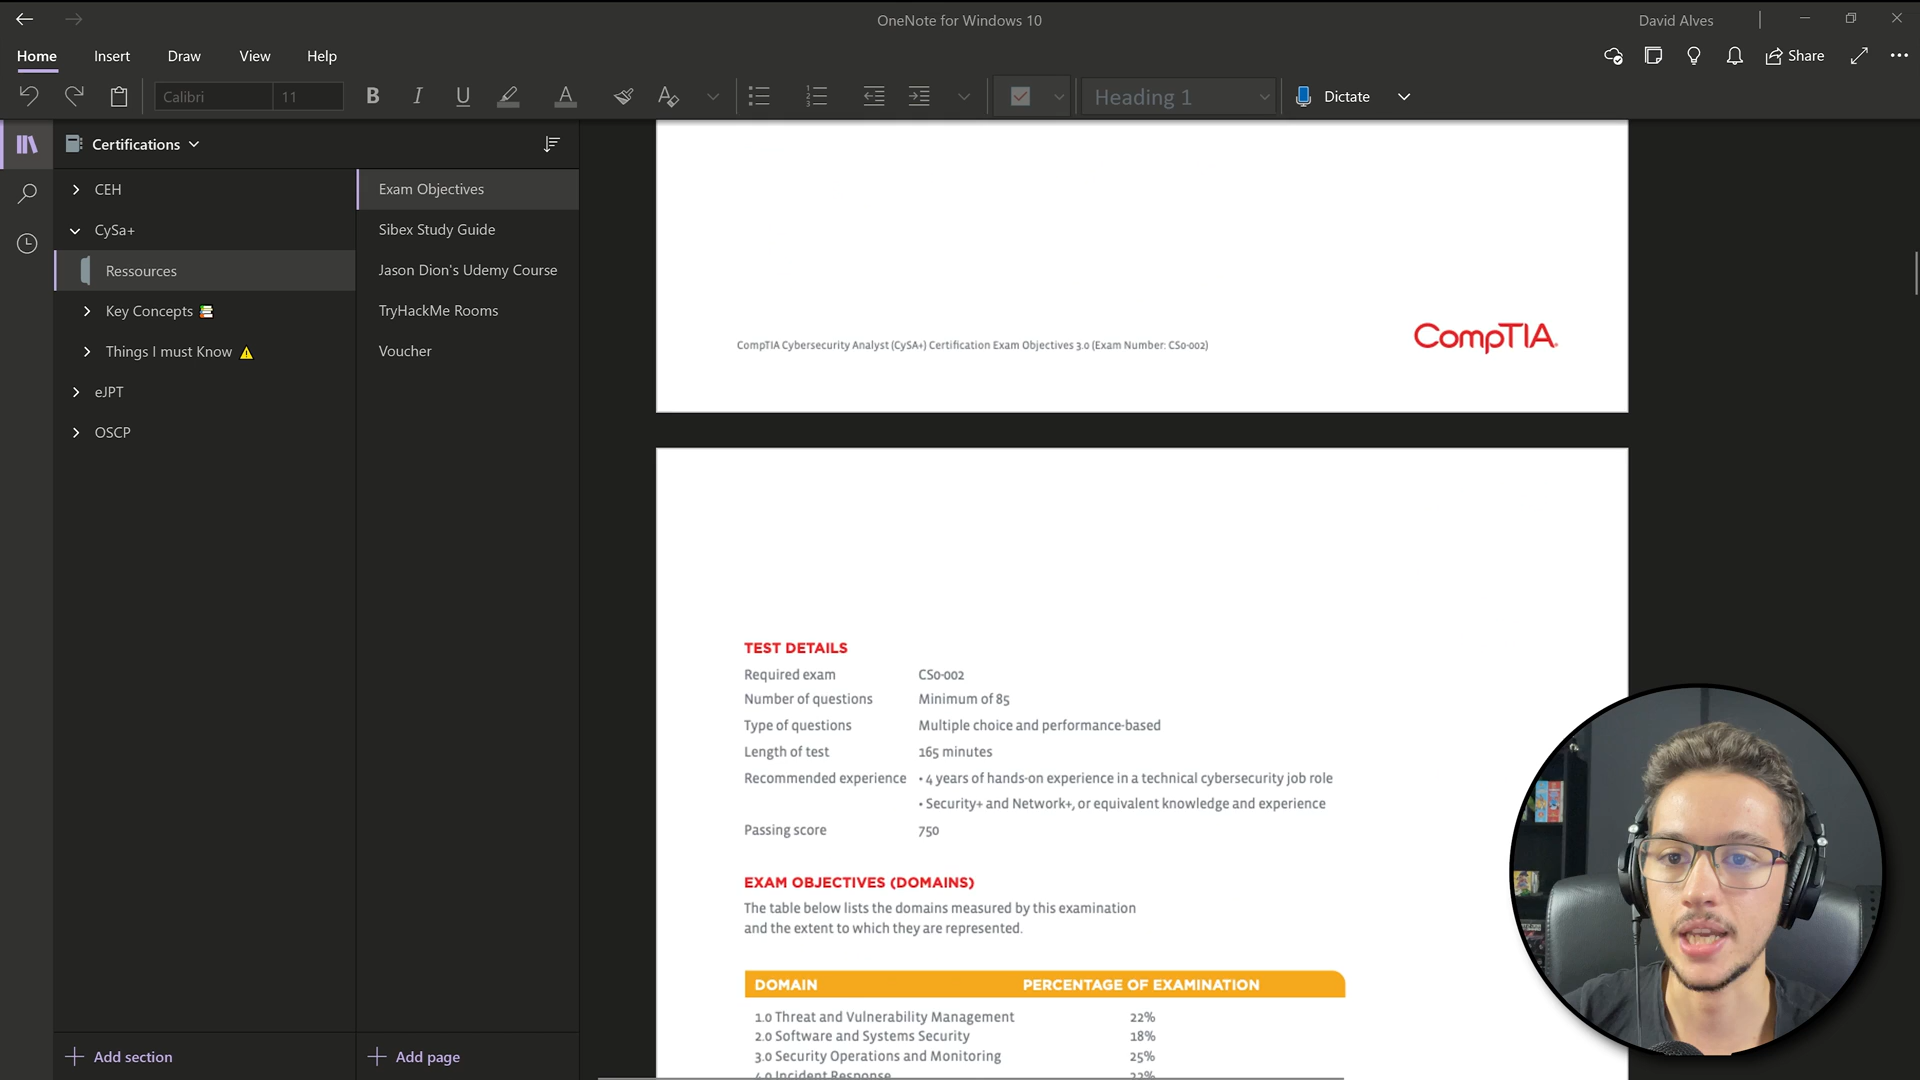 OneNote for Windows 10
David Alves
Home Insert Draw View Help
Share
Calibri 11 B I U A Heading 1 Dictate
Certifications
CEH
CySa+
Ressources
Key Concepts
Things I must Know
eJPT
OSCP
Add section
Exam Objectives
Sibex Study Guide
Jason Dion's Udemy Course
TryHackMe Rooms
Voucher
Add page
CompTIA Cybersecurity Analyst (CySA+) Certification Exam Objectives 3.0 (Exam Number: CS0-002)
CompTIA.
TEST DETAILS
Required exam CS0-002
Number of questions Minimum of 85
Type of questions Multiple choice and performance-based
Length of test 165 minutes
Recommended experience • 4 years of hands-on experience in a technical cybersecurity job role
• Security+ and Network+, or equivalent knowledge and experience
Passing score 750
EXAM OBJECTIVES (DOMAINS)
The table below lists the domains measured by this examination
and the extent to which they are represented.
DOMAIN PERCENTAGE OF EXAMINATION
1.0 Threat and Vulnerability Management 22%
2.0 Software and Systems Security 18%
3.0 Security Operations and Monitoring 25%
4.0 Incident Response 22%